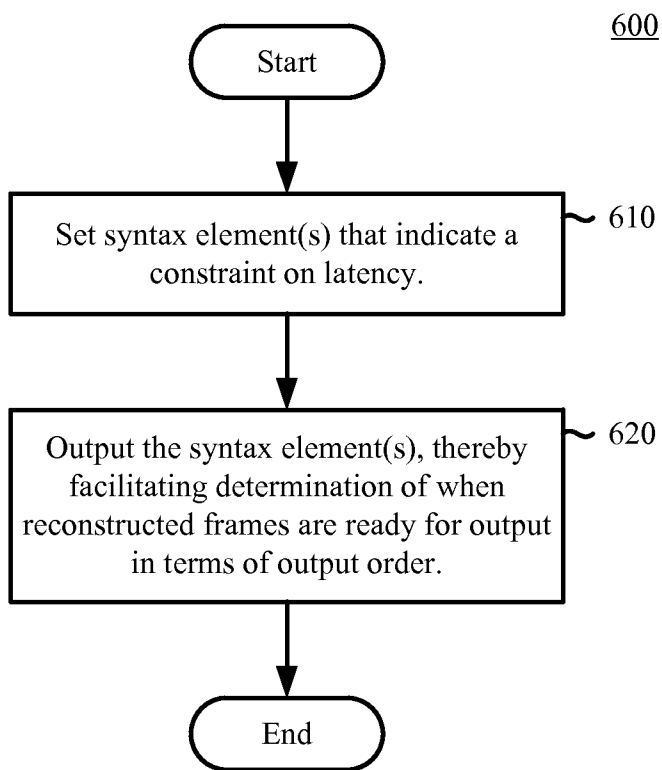 600
Start
Set syntax element(s) that indicate a
constraint on latency.
610
Output the syntax element(s), thereby
facilitating determination of when
reconstructed frames are ready for output
in terms of output order.
620
End